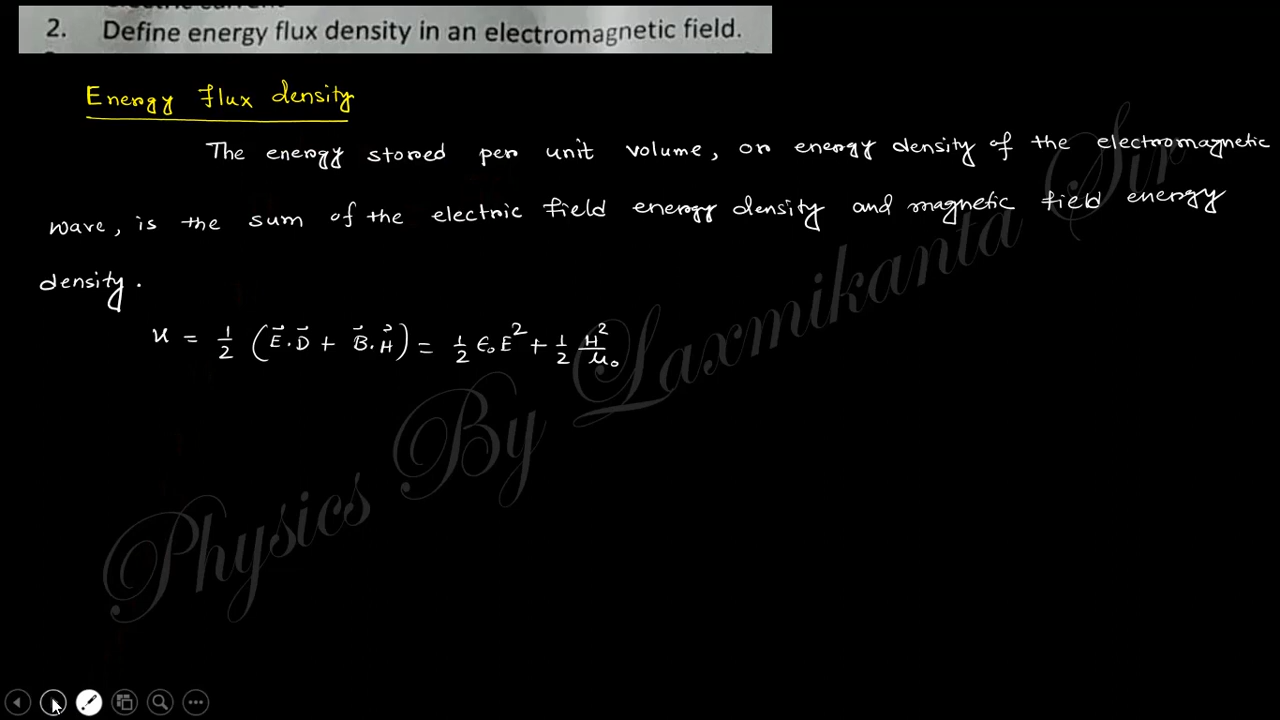 2. Define energy flux density in an electromagnetic field.
Energy flux density
The energy stored per unit volume, or energy density of the electromagnetic
wave, is the sum of the electric field energy density and magnetic field energy
density.
u = 1/2 (E⃗.D⃗ + B⃗.H⃗) = 1/2 ϵ₀E² + 1/2 H²/μ₀
Physics By Laxmikanta Sir